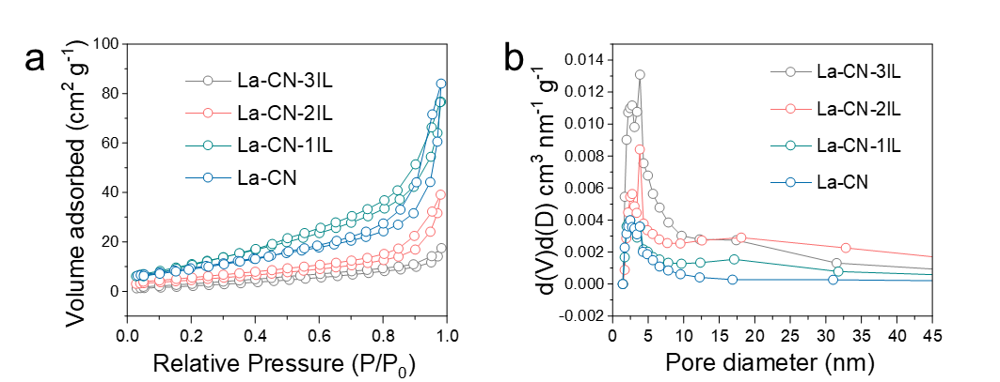 a
Volume adsorbed (cm² g⁻¹)
100
80
60
40
20
0
La-CN-3IL
La-CN-2IL
La-CN-1IL
La-CN
0.0 0.2 0.4 0.6 0.8 1.0
Relative Pressure (P/P₀)
b
d(V)d(D) cm³ nm⁻¹ g⁻¹
0.014
0.012
0.010
0.008
0.006
0.004
0.002
0.000
-0.002
La-CN-3IL
La-CN-2IL
La-CN-1IL
La-CN
0 5 10 15 20 25 30 35 40 45
Pore diameter (nm)